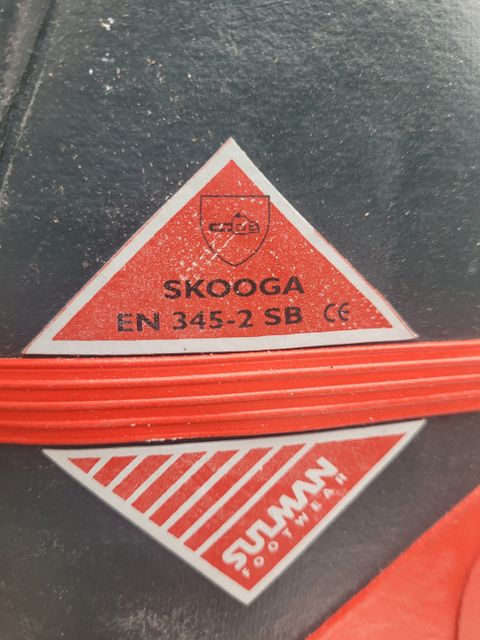 SKOOGA
EN 345-2 SB CE
SULMAN
FOOTWEAR